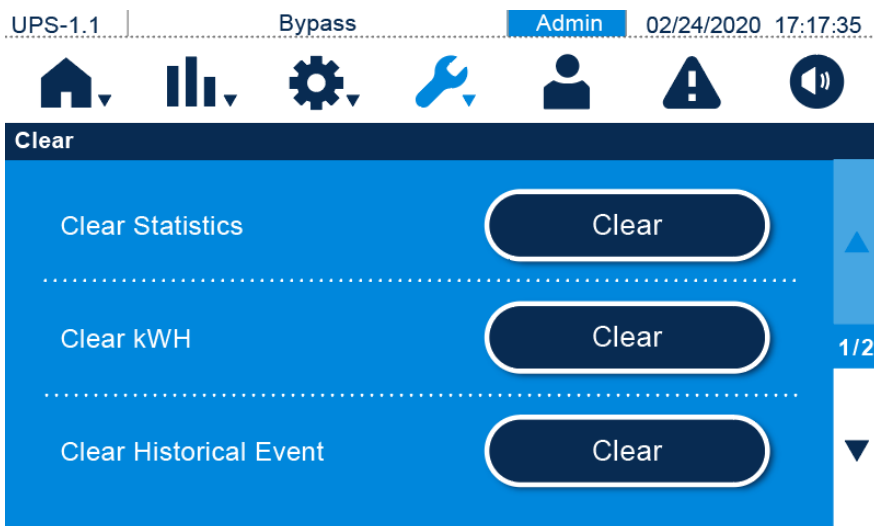 UPS-1.1 Bypass Admin 02/24/2020 17:17:35
Clear
Clear Statistics Clear
Clear kWH Clear
1/2
Clear Historical Event Clear